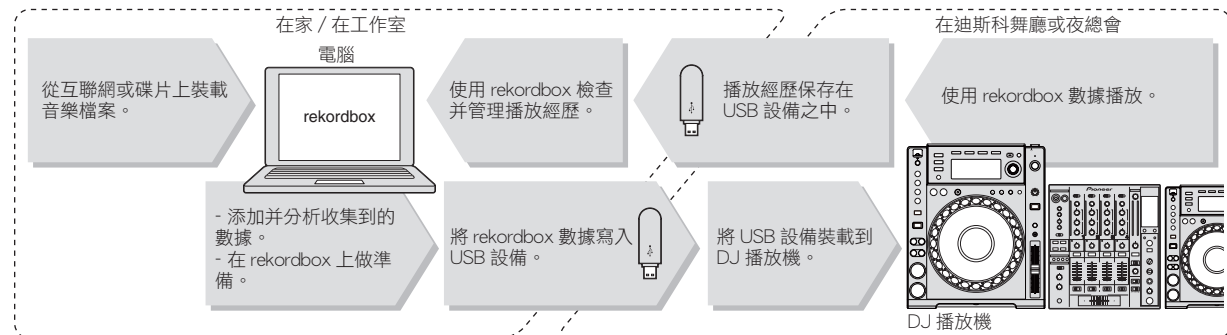 在家 / 在工作室
電腦
在迪斯科舞廳或夜總會
從互聯網或碟片上裝載
音樂檔案。
rekordbox
使用 rekordbox 檢查
并管理播放經歷。
播放經歷保存在
USB 設備之中。
使用 rekordbox 數據播放。
- 添加并分析收集到的
數據。
- 在 rekordbox 上做準
備。
將 rekordbox 數據寫入
USB 設備。
將 USB 設備裝載到
DJ 播放機。
Pioneer
DJ 播放機